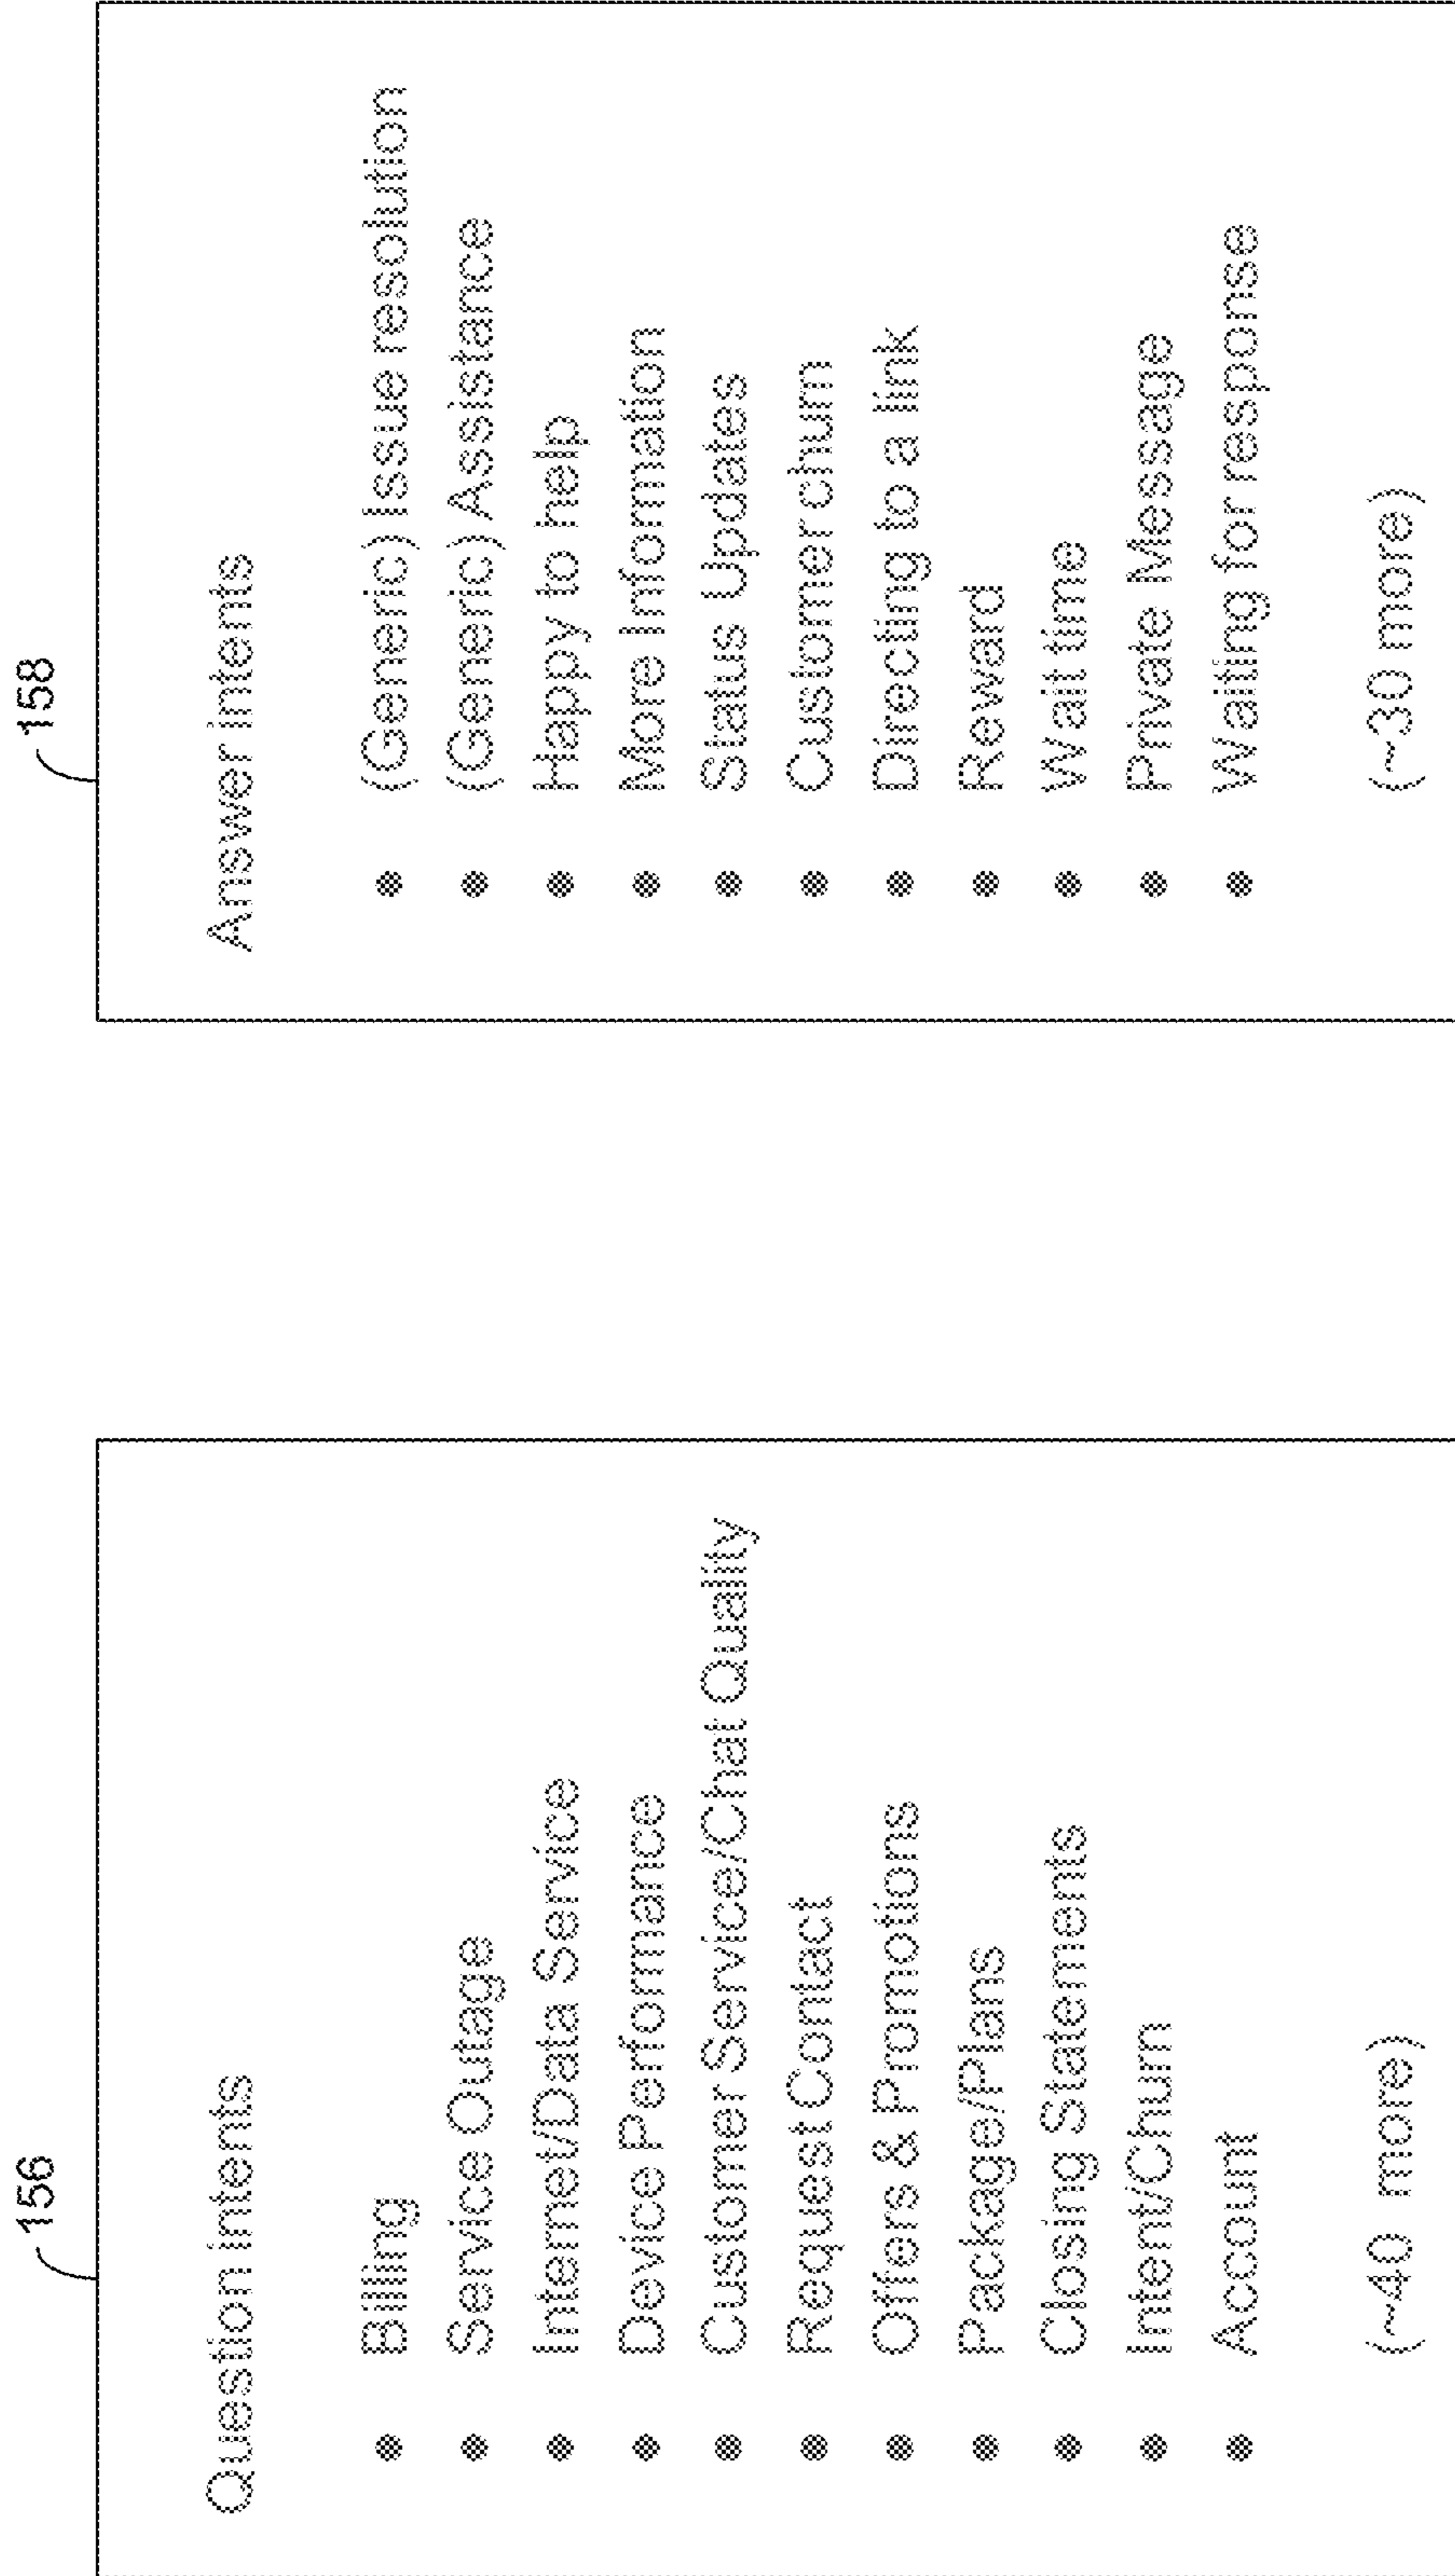 156
Question intents
● Billing
● Service Outage
● Internet/Data Service
● Device Performance
● Customer Service/Chat Quality
● Request Contact
● Offers & Promotions
● Package/Plans
● Closing Statements
● Intent/Churn
● Account
(~40 more)
158
Answer intents
● (Generic) Issue resolution
● (Generic) Assistance
● Happy to help
● More Information
● Status Updates
● Customer churn
● Directing to a link
● Reward
● Wait time
● Private Message
● Waiting for response
(~30 more)